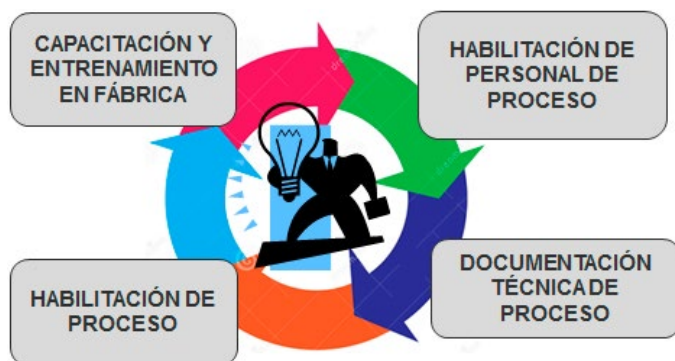 CAPACITACIÓN Y
ENTRENAMIENTO
EN FÁBRICA
HABILITACIÓN DE
PERSONAL DE
PROCESO
HABILITACIÓN DE
PROCESO
DOCUMENTACIÓN
TÉCNICA DE
PROCESO